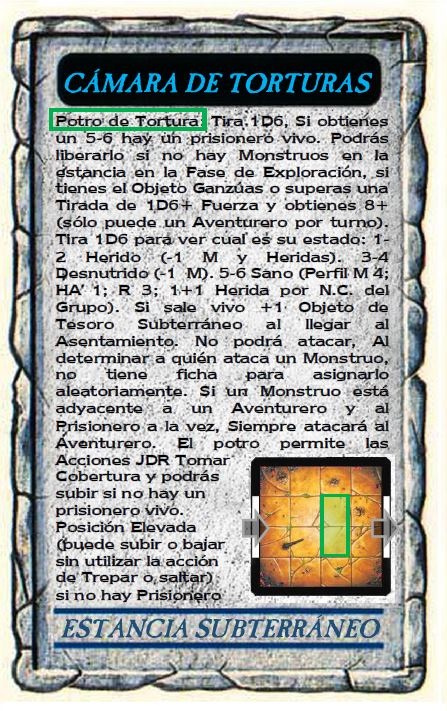 CÁMARA DE TORTURAS
Potro de Tortura: Tira 1D6, Si obtienes
un 5-6 hay un prisionero vivo. Podrás
liberarlo si no hay Monstruos en la
estancia en la Fase de Exploración, si
tienes el Objeto Ganzúas o superas una
Tirada de 1D6+ Fuerza y obtienes 8+
(sólo puede un Aventurero por turno).
Tira 1D6 para ver cual es su estado: 1-
2 Herido (-1 M y Heridas). 3-4
Desnutrido (-1 M). 5-6 Sano (Perfil M 4;
HA 1; R 3; 1+1 Herida por N.C. del
Grupo). Si sale vivo +1 Objeto de
Tesoro Subterráneo al llegar al
Asentamiento. No podrá atacar, Al
determinar a quién ataca un Monstruo,
no tiene ficha para asignarlo
aleatoriamente. Si un Monstruo está
adyacente a un Aventurero y al
Prisionero a la vez, Siempre atacará al
Aventurero. El potro permite las
Acciones JDR Tomar
Cobertura y podrás
subir si no hay un
prisionero vivo.
Posición Elevada
(puede subir o bajar
sin utilizar la acción
de Trepar o saltar)
si no hay Prisionero
ESTANCIA SUBTERRÁNEO